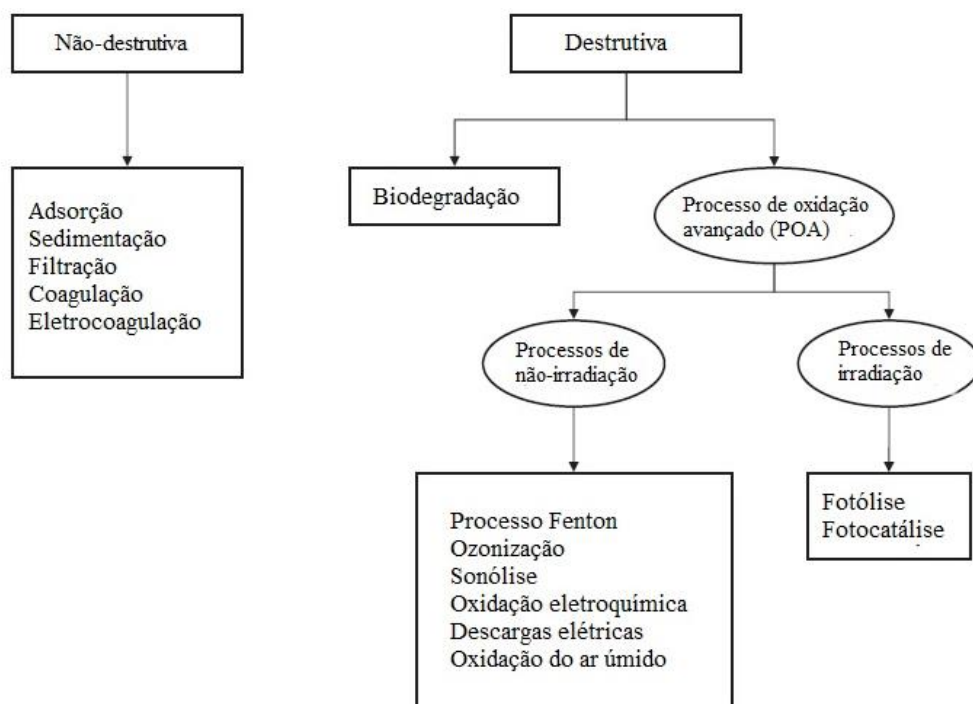 Não-destrutiva
Destrutiva
Adsorção
Sedimentação
Filtração
Coagulação
Eletrocoagulação
Biodegradação
Processo de oxidação
avançado (POA)
Processos de
não-irradiação
Processos de
irradiação
Processo Fenton
Ozonização
Sonólise
Oxidação eletroquímica
Descargas elétricas
Oxidação do ar úmido
Fotólise
Fotocatálise